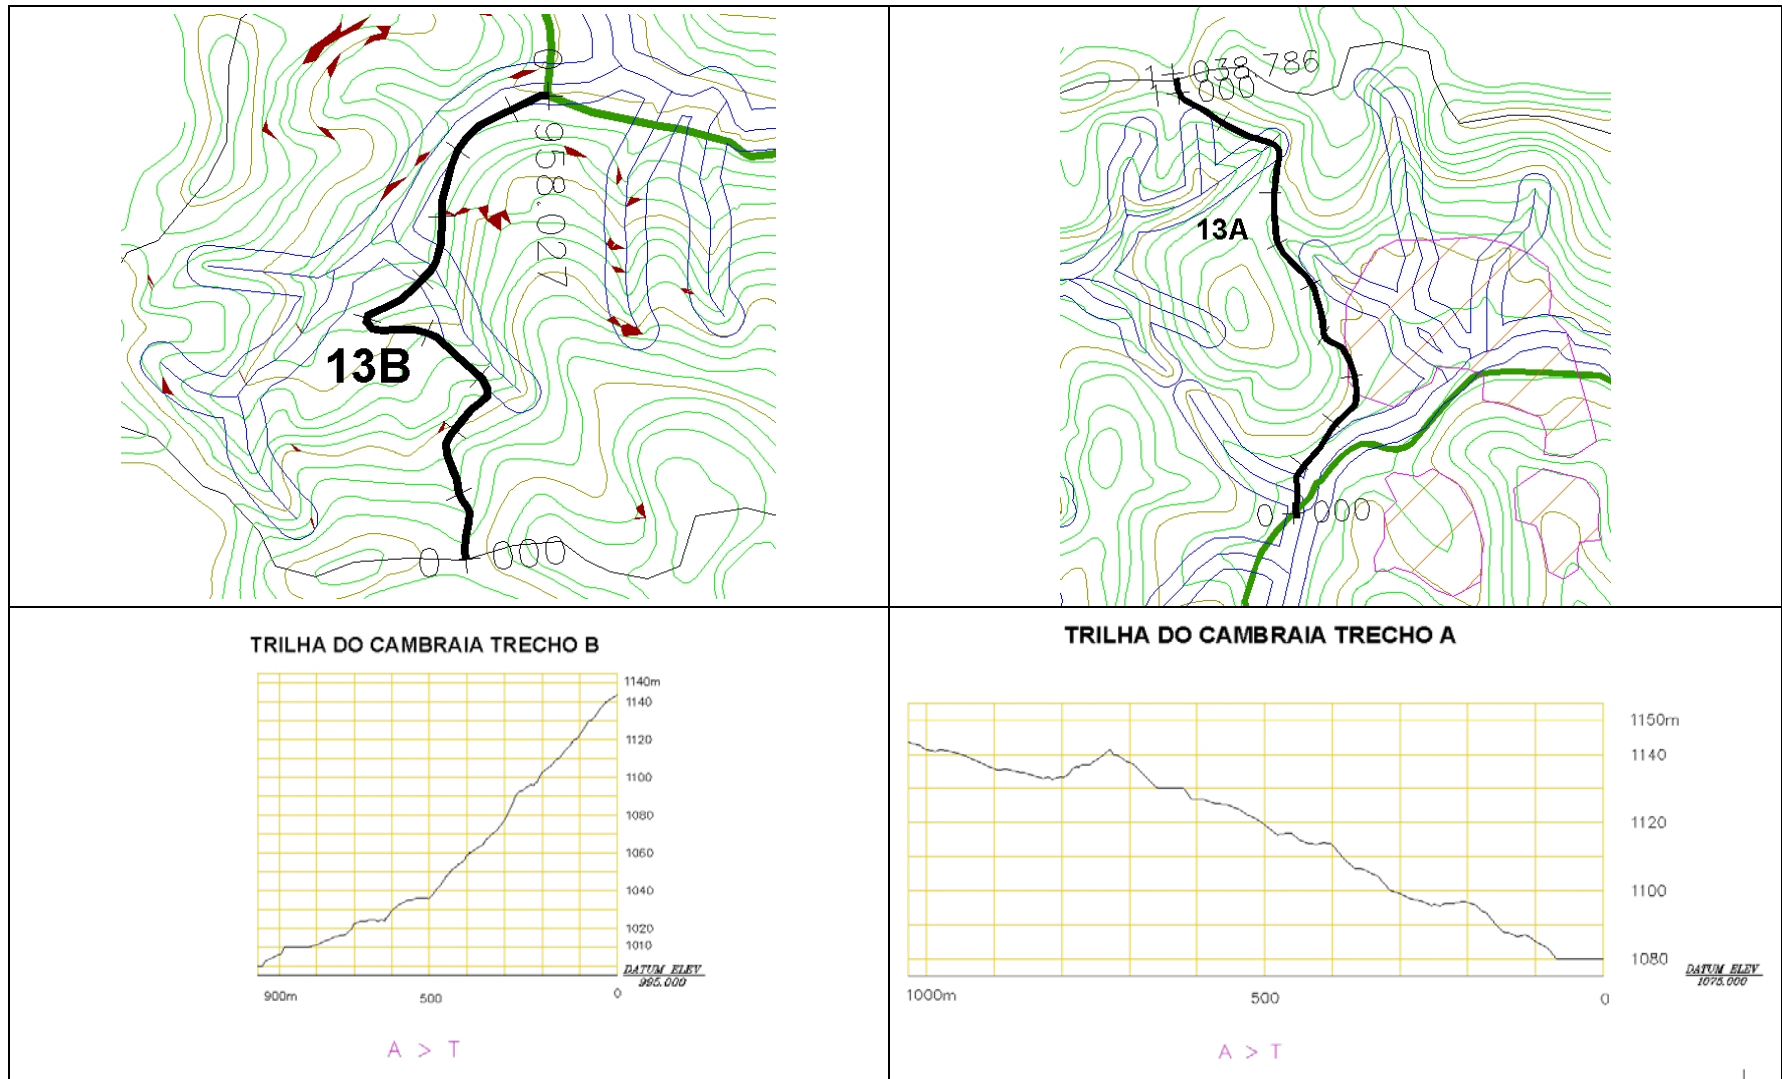 0
958.027
13B
0 000
1 038.786
1 000
13A
0 000
TRILHA DO CAMBRAIA TRECHO B
1140m
1140
1120
1100
1080
1060
1040
1020
1010
DATUM ELEV
995.000
900m 500 0
A > T
TRILHA DO CAMBRAIA TRECHO A
1150m
1140
1120
1100
1080
DATUM ELEV
1075.000
1000m 500 0
A > T